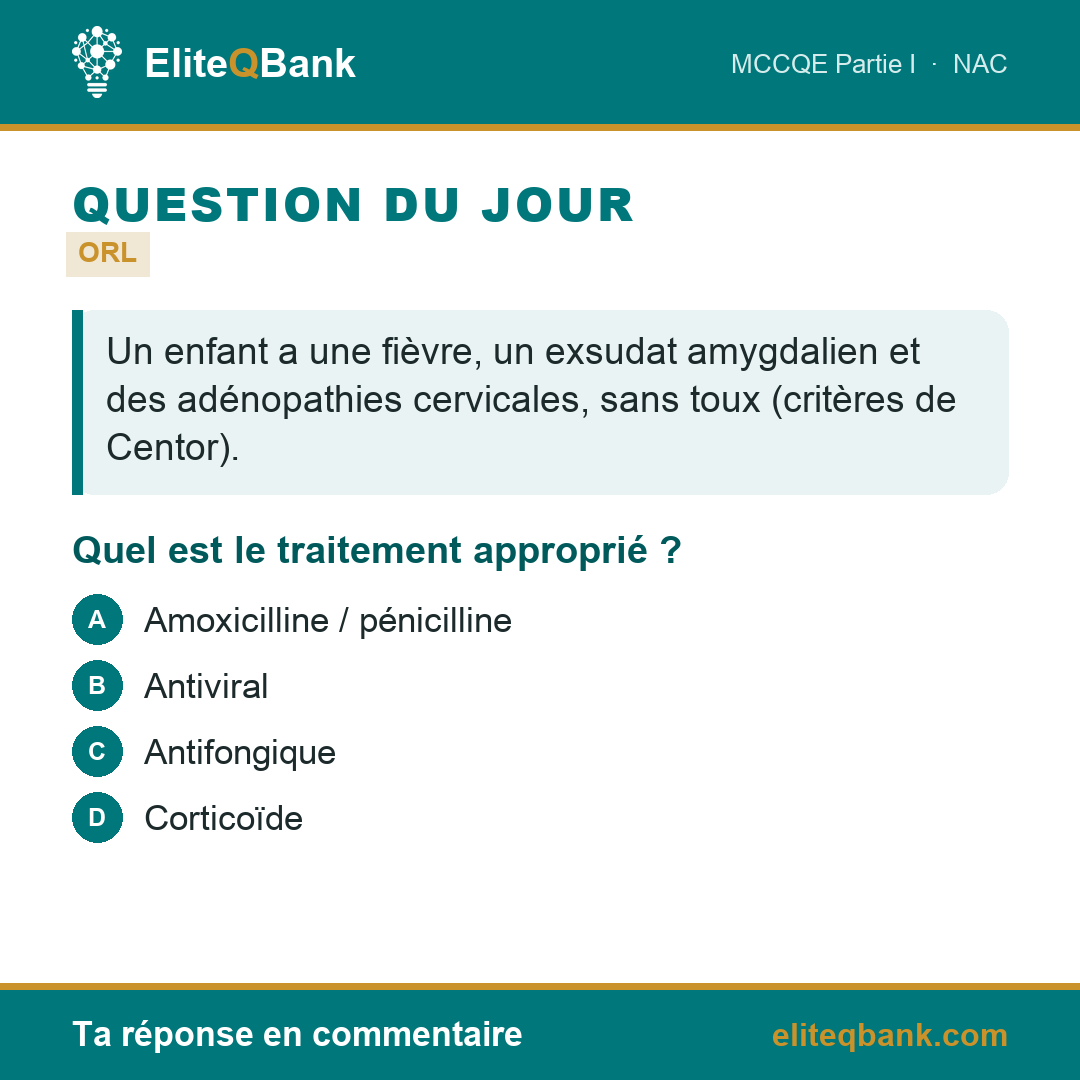 EliteQBank
MCCQE Partie I · NAC
QUESTION DU JOUR
ORL
Un enfant a une fièvre, un exsudat amygdalien et
des adénopathies cervicales, sans toux (critères de
Centor).
Quel est le traitement approprié ?
A Amoxicilline / pénicilline
B Antiviral
C Antifongique
D Corticoïde
Ta réponse en commentaire
eliteqbank.com